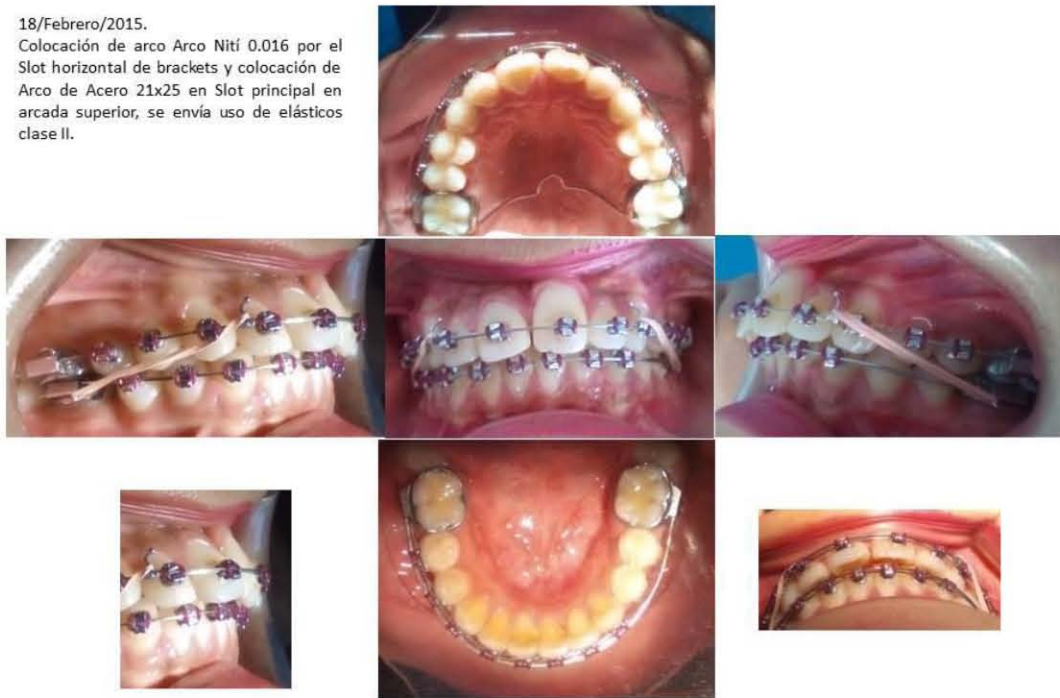 18/Febrero/2015.
Colocación de arco Arco Nití 0.016 por el
Slot horizontal de brackets y colocación de
Arco de Acero 21x25 en Slot principal en
arcada superior, se envía uso de elásticos
clase II.